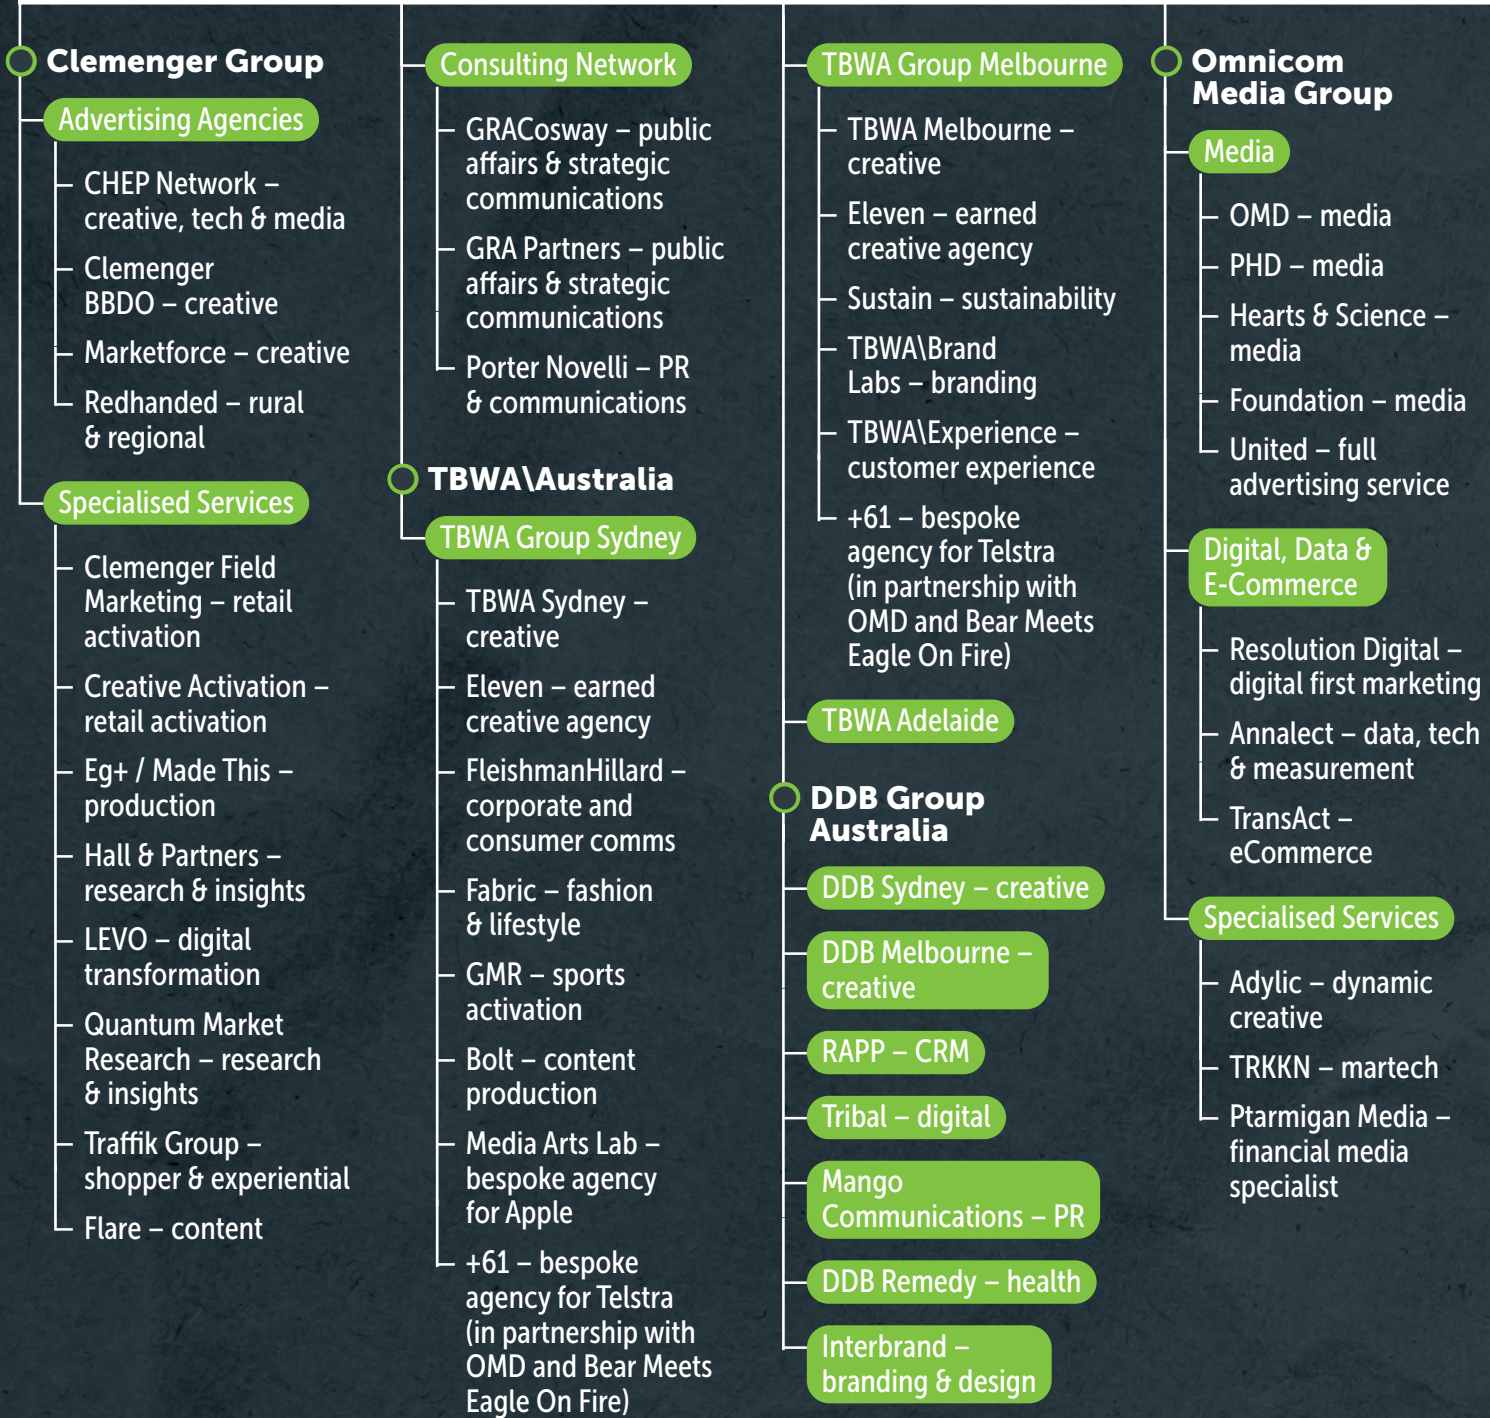 Clemenger Group
Advertising Agencies
CHEP Network –
creative, tech & media
Clemenger
BBDO – creative
Marketforce – creative
Redhanded – rural
& regional
Specialised Services
Clemenger Field
Marketing – retail
activation
Creative Activation –
retail activation
Eg+ / Made This –
production
Hall & Partners –
research & insights
LEVO – digital
transformation
Quantum Market
Research – research
& insights
Traffik Group –
shopper & experiential
Flare – content
Consulting Network
GRACosway – public
affairs & strategic
communications
GRA Partners – public
affairs & strategic
communications
Porter Novelli – PR
& communications
TBWA\Australia
TBWA Group Sydney
TBWA Sydney –
creative
Eleven – earned
creative agency
FleishmanHillard –
corporate and
consumer comms
Fabric – fashion
& lifestyle
GMR – sports
activation
Bolt – content
production
Media Arts Lab –
bespoke agency
for Apple
+61 – bespoke
agency for Telstra
(in partnership with
OMD and Bear Meets
Eagle On Fire)
TBWA Group Melbourne
TBWA Melbourne –
creative
Eleven – earned
creative agency
Sustain – sustainability
TBWA\Brand
Labs – branding
TBWA\Experience –
customer experience
+61 – bespoke
agency for Telstra
(in partnership with
OMD and Bear Meets
Eagle On Fire)
TBWA Adelaide
DDB Group
Australia
DDB Sydney – creative
DDB Melbourne –
creative
RAPP – CRM
Tribal – digital
Mango
Communications – PR
DDB Remedy – health
Interbrand –
branding & design
Omnicom
Media Group
Media
OMD – media
PHD – media
Hearts & Science –
media
Foundation – media
United – full
advertising service
Digital, Data &
E-Commerce
Resolution Digital –
digital first marketing
Annalect – data, tech
& measurement
TransAct –
eCommerce
Specialised Services
Adylic – dynamic
creative
TRKKN – martech
Ptarmigan Media –
financial media
specialist